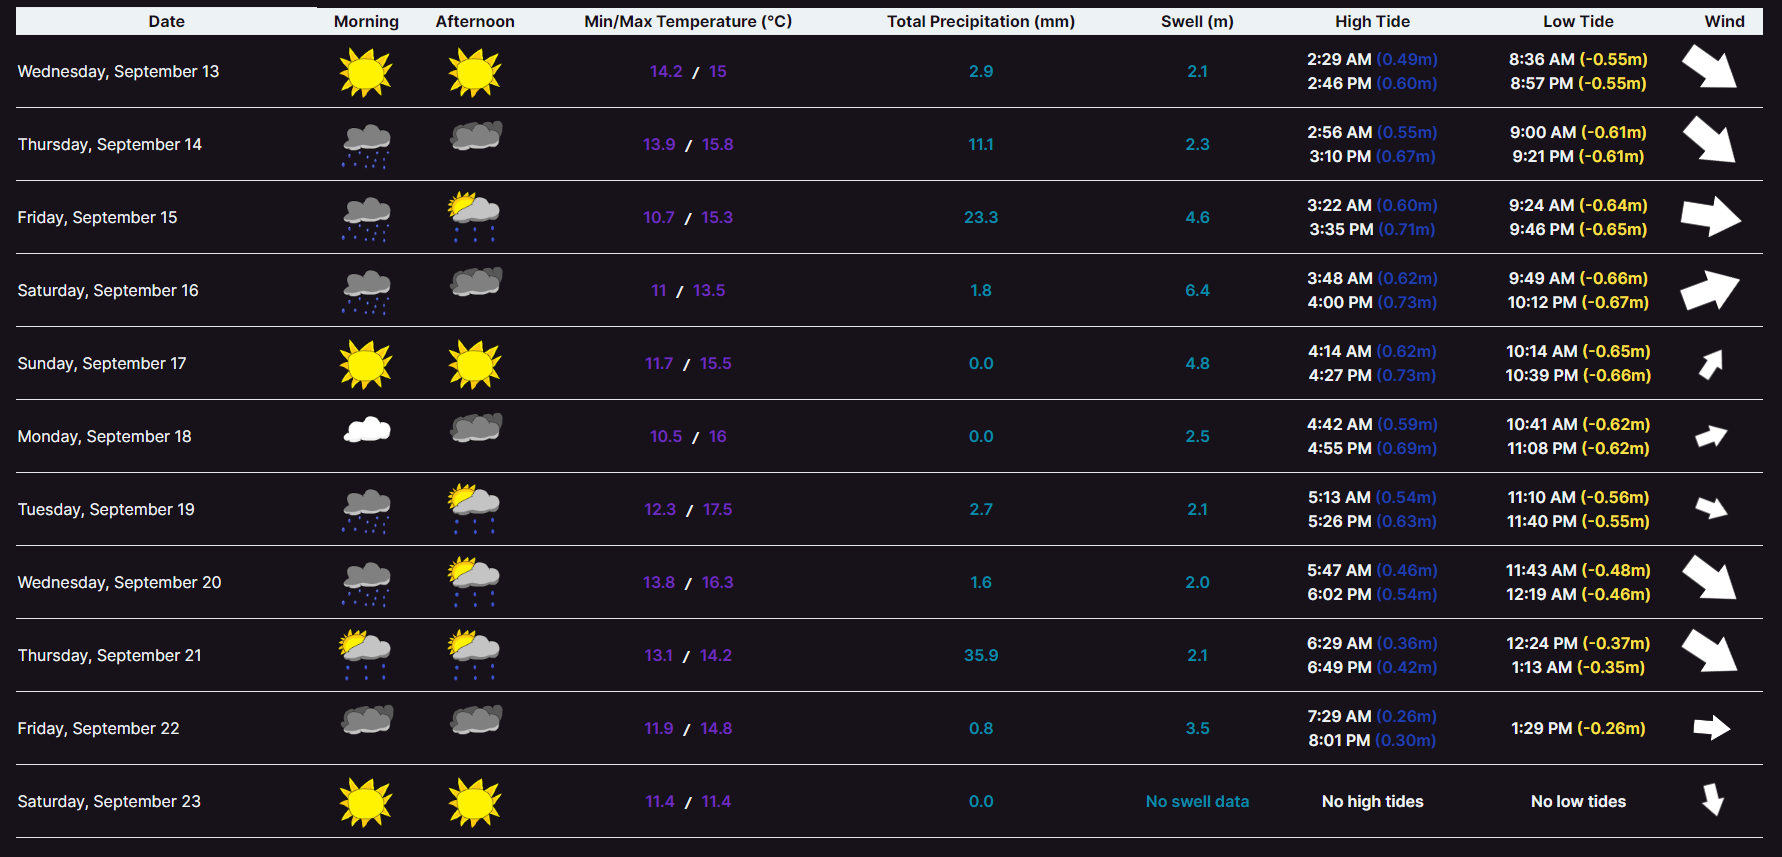 Date Morning Afternoon Min/Max Temperature (°C) Total Precipitation (mm) Swell (m) High Tide Low Tide Wind
Wednesday, September 13 14.2 / 15 2.9 2.1 2:29 AM (0.49m) 8:36 AM (-0.55m)
2:46 PM (0.60m) 8:57 PM (-0.55m)
Thursday, September 14 13.9 / 15.8 11.1 2.3 2:56 AM (0.55m) 9:00 AM (-0.61m)
3:10 PM (0.67m) 9:21 PM (-0.61m)
Friday, September 15 10.7 / 15.3 23.3 4.6 3:22 AM (0.60m) 9:24 AM (-0.64m)
3:35 PM (0.71m) 9:46 PM (-0.65m)
Saturday, September 16 11 / 13.5 1.8 6.4 3:48 AM (0.62m) 9:49 AM (-0.66m)
4:00 PM (0.73m) 10:12 PM (-0.67m)
Sunday, September 17 11.7 / 15.5 0.0 4.8 4:14 AM (0.62m) 10:14 AM (-0.65m)
4:27 PM (0.73m) 10:39 PM (-0.66m)
Monday, September 18 10.5 / 16 0.0 2.5 4:42 AM (0.59m) 10:41 AM (-0.62m)
4:55 PM (0.69m) 11:08 PM (-0.62m)
Tuesday, September 19 12.3 / 17.5 2.7 2.1 5:13 AM (0.54m) 11:10 AM (-0.56m)
5:26 PM (0.63m) 11:40 PM (-0.55m)
Wednesday, September 20 13.8 / 16.3 1.6 2.0 5:47 AM (0.46m) 11:43 AM (-0.48m)
6:02 PM (0.54m) 12:19 AM (-0.46m)
Thursday, September 21 13.1 / 14.2 35.9 2.1 6:29 AM (0.36m) 12:24 PM (-0.37m)
6:49 PM (0.42m) 1:13 AM (-0.35m)
Friday, September 22 11.9 / 14.8 0.8 3.5 7:29 AM (0.26m) 1:29 PM (-0.26m)
8:01 PM (0.30m)
Saturday, September 23 11.4 / 11.4 0.0 No swell data No high tides No low tides